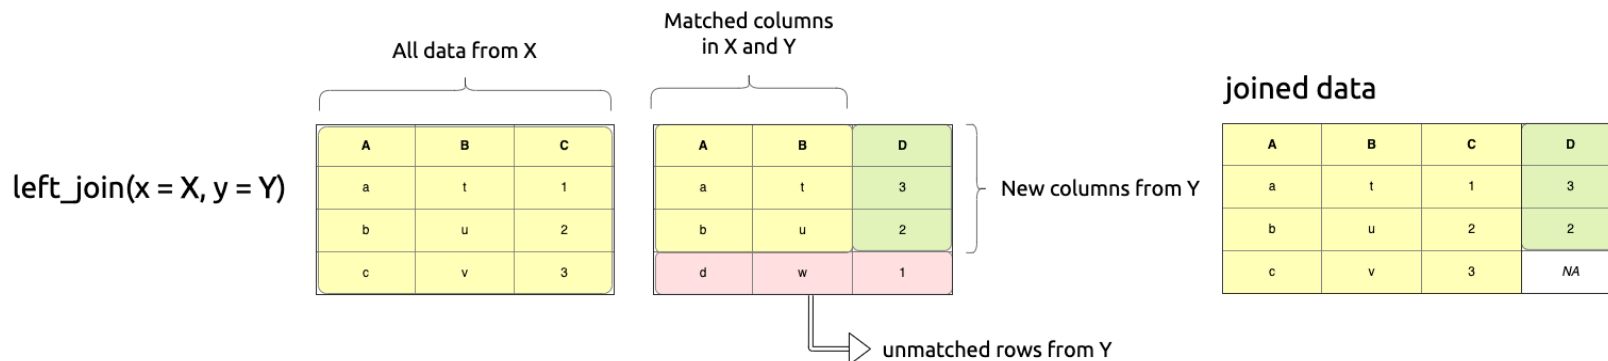 Matched columns
in X and Y
All data from X
joined data
left_join(x = X, y = Y)
A B C
a t 1
b u 2
c v 3
A B D
a t 3
b u 2
d w 1
New columns from Y
A B C D
a t 1 3
b u 2 2
c v 3 NA
unmatched rows from Y